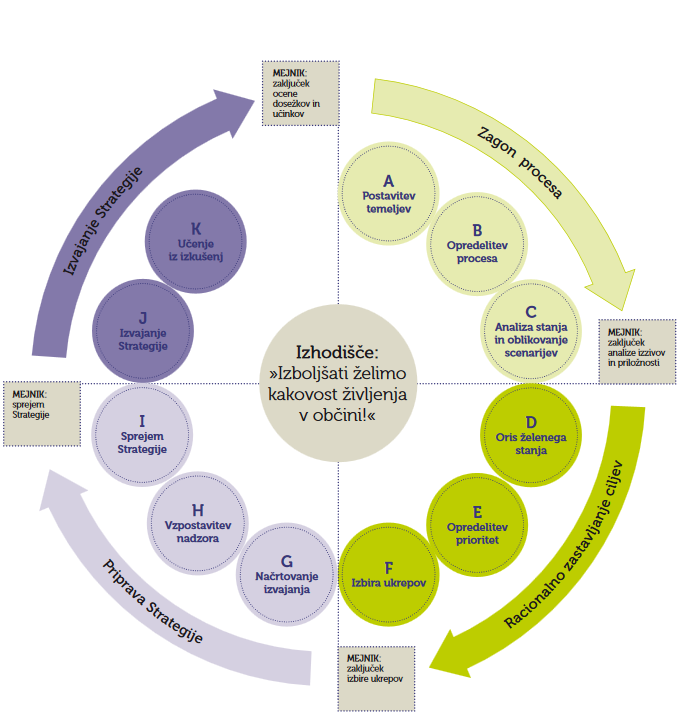 MEJNIK:
zaključek
ocene
dosežkov in
učinkov
Zagon procesa
A
Postavitev
temeljev
B
Opredelitev
procesa
C
Analiza stanja
in oblikovanje
scenarijev
MEJNIK:
zaključek
analize izzivov
in priložnosti
Izhodišče:
»Izboljšati želimo
kakovost življenja
v občini!«
D
Oris želenega
stanja
E
Opredelitev
prioritet
F
Izbira ukrepov
Racionalno zastavljanje ciljev
MEJNIK:
zaključek
izbire ukrepov
G
Načrtovanje
izvajanja
H
Vzpostavitev
nadzora
I
Sprejem
Strategije
Priprava Strategije
MEJNIK:
sprejem
Strategije
J
Izvajanje
Strategije
K
Učenje
iz izkušenj
Izvajanje Strategije